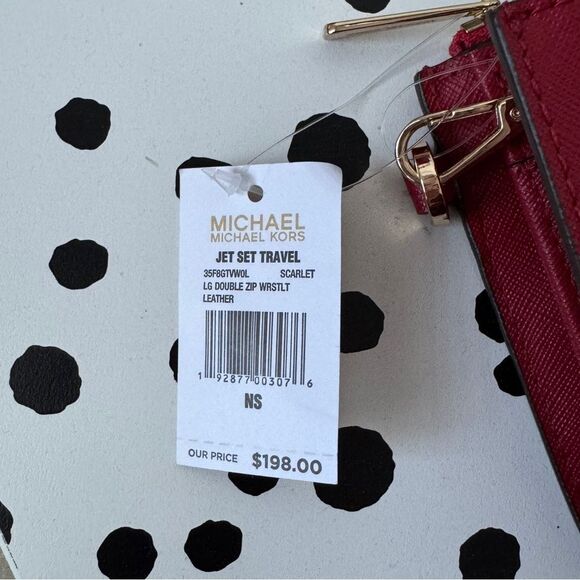 MICHAEL
MICHAEL KORS
JET SET TRAVEL
35F8GTVW0L SCARLET
LG DOUBLE ZIP WRSTLT
LEATHER
1 92877 00307 6
NS
OUR PRICE $198.00